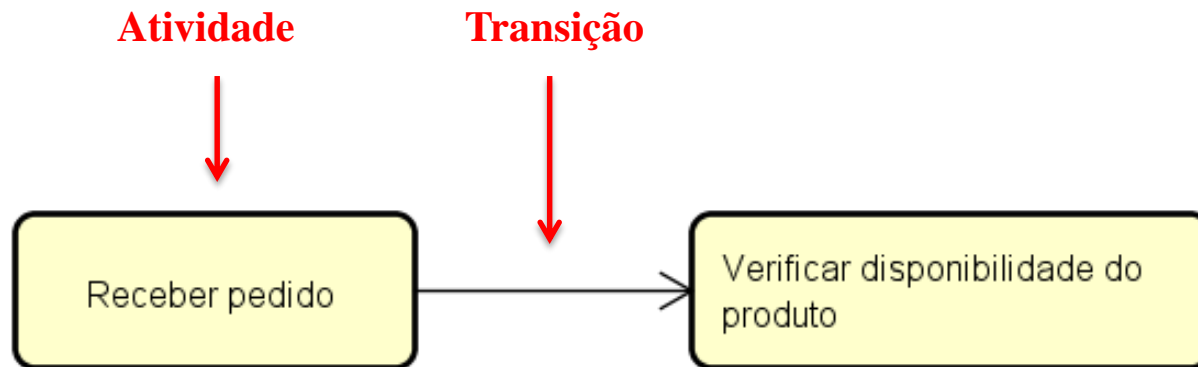 Atividade
Transição
Receber pedido
Verificar disponibilidade do
produto